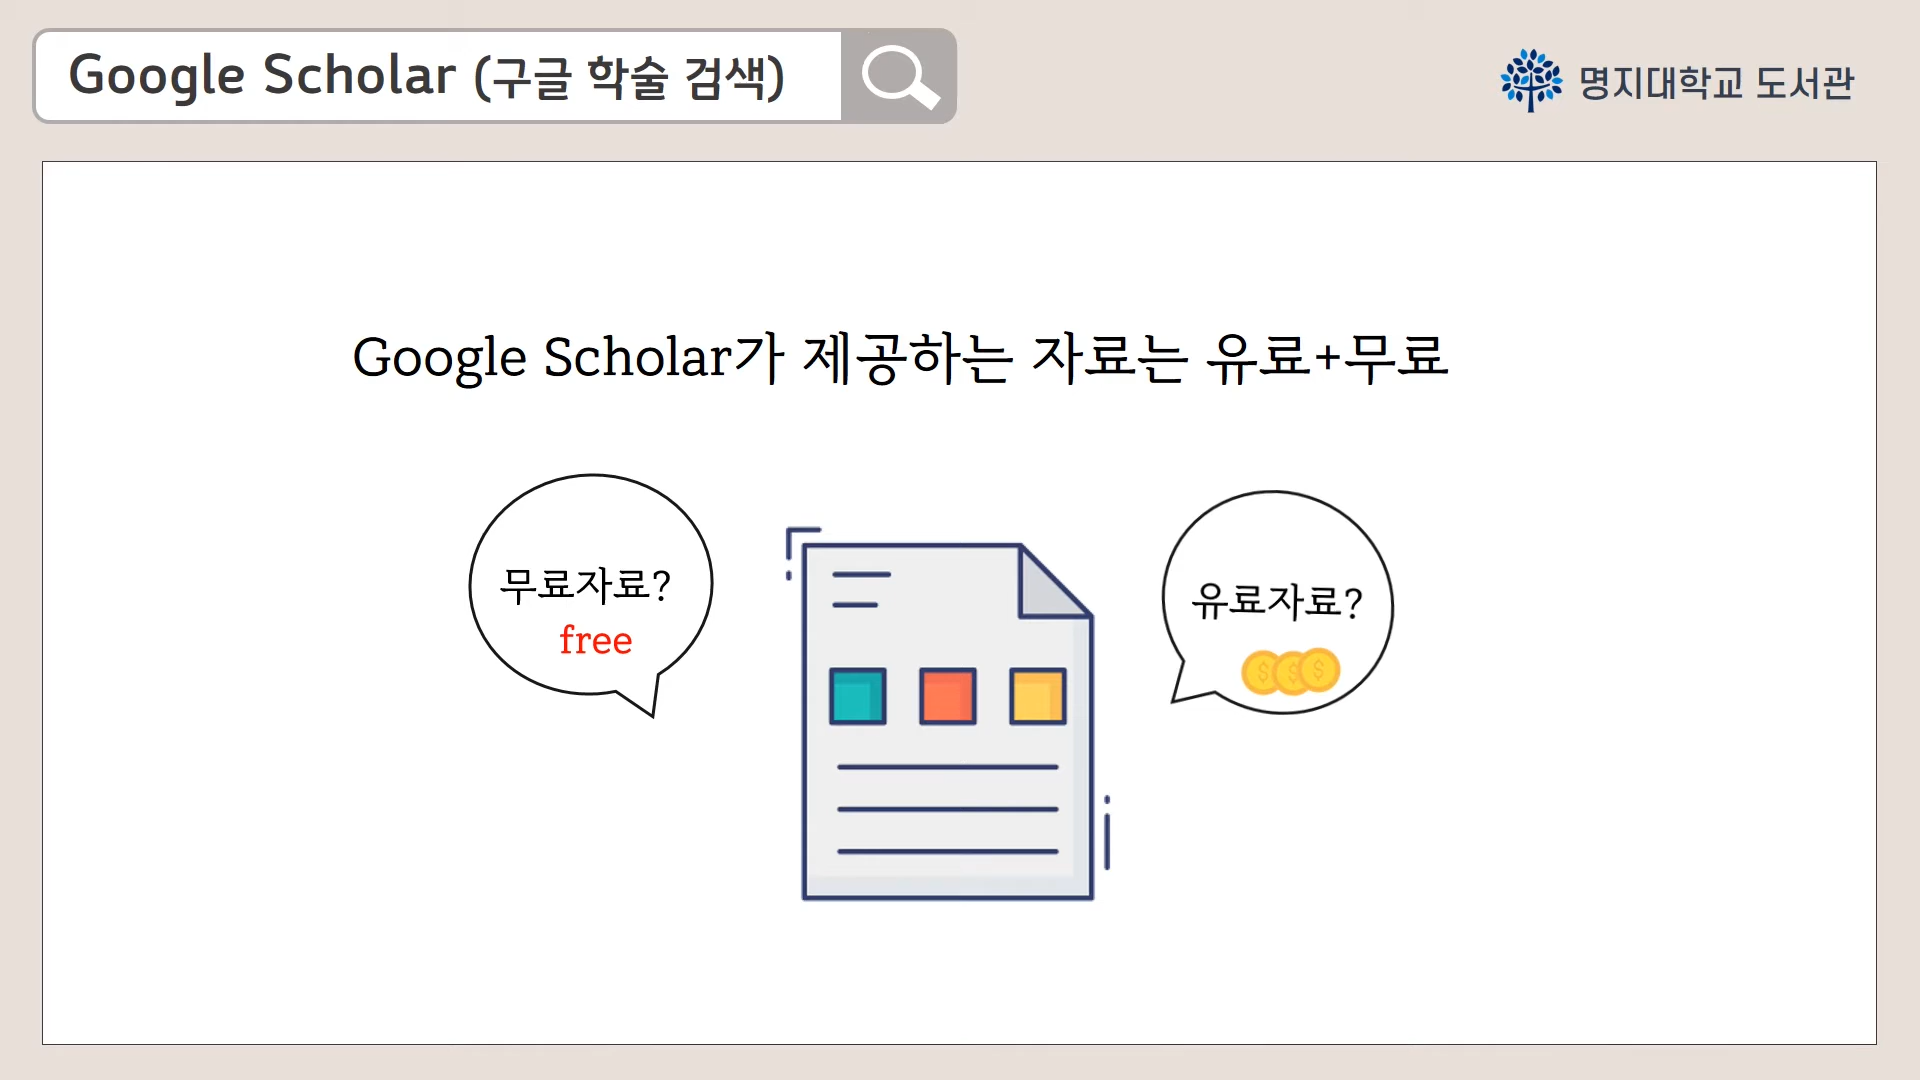 Google Scholar (구글 학술 검색)
명지대학교 도서관
Google Scholar가 제공하는 자료는 유료+무료
무료자료?
free
유료자료?
$ $ $